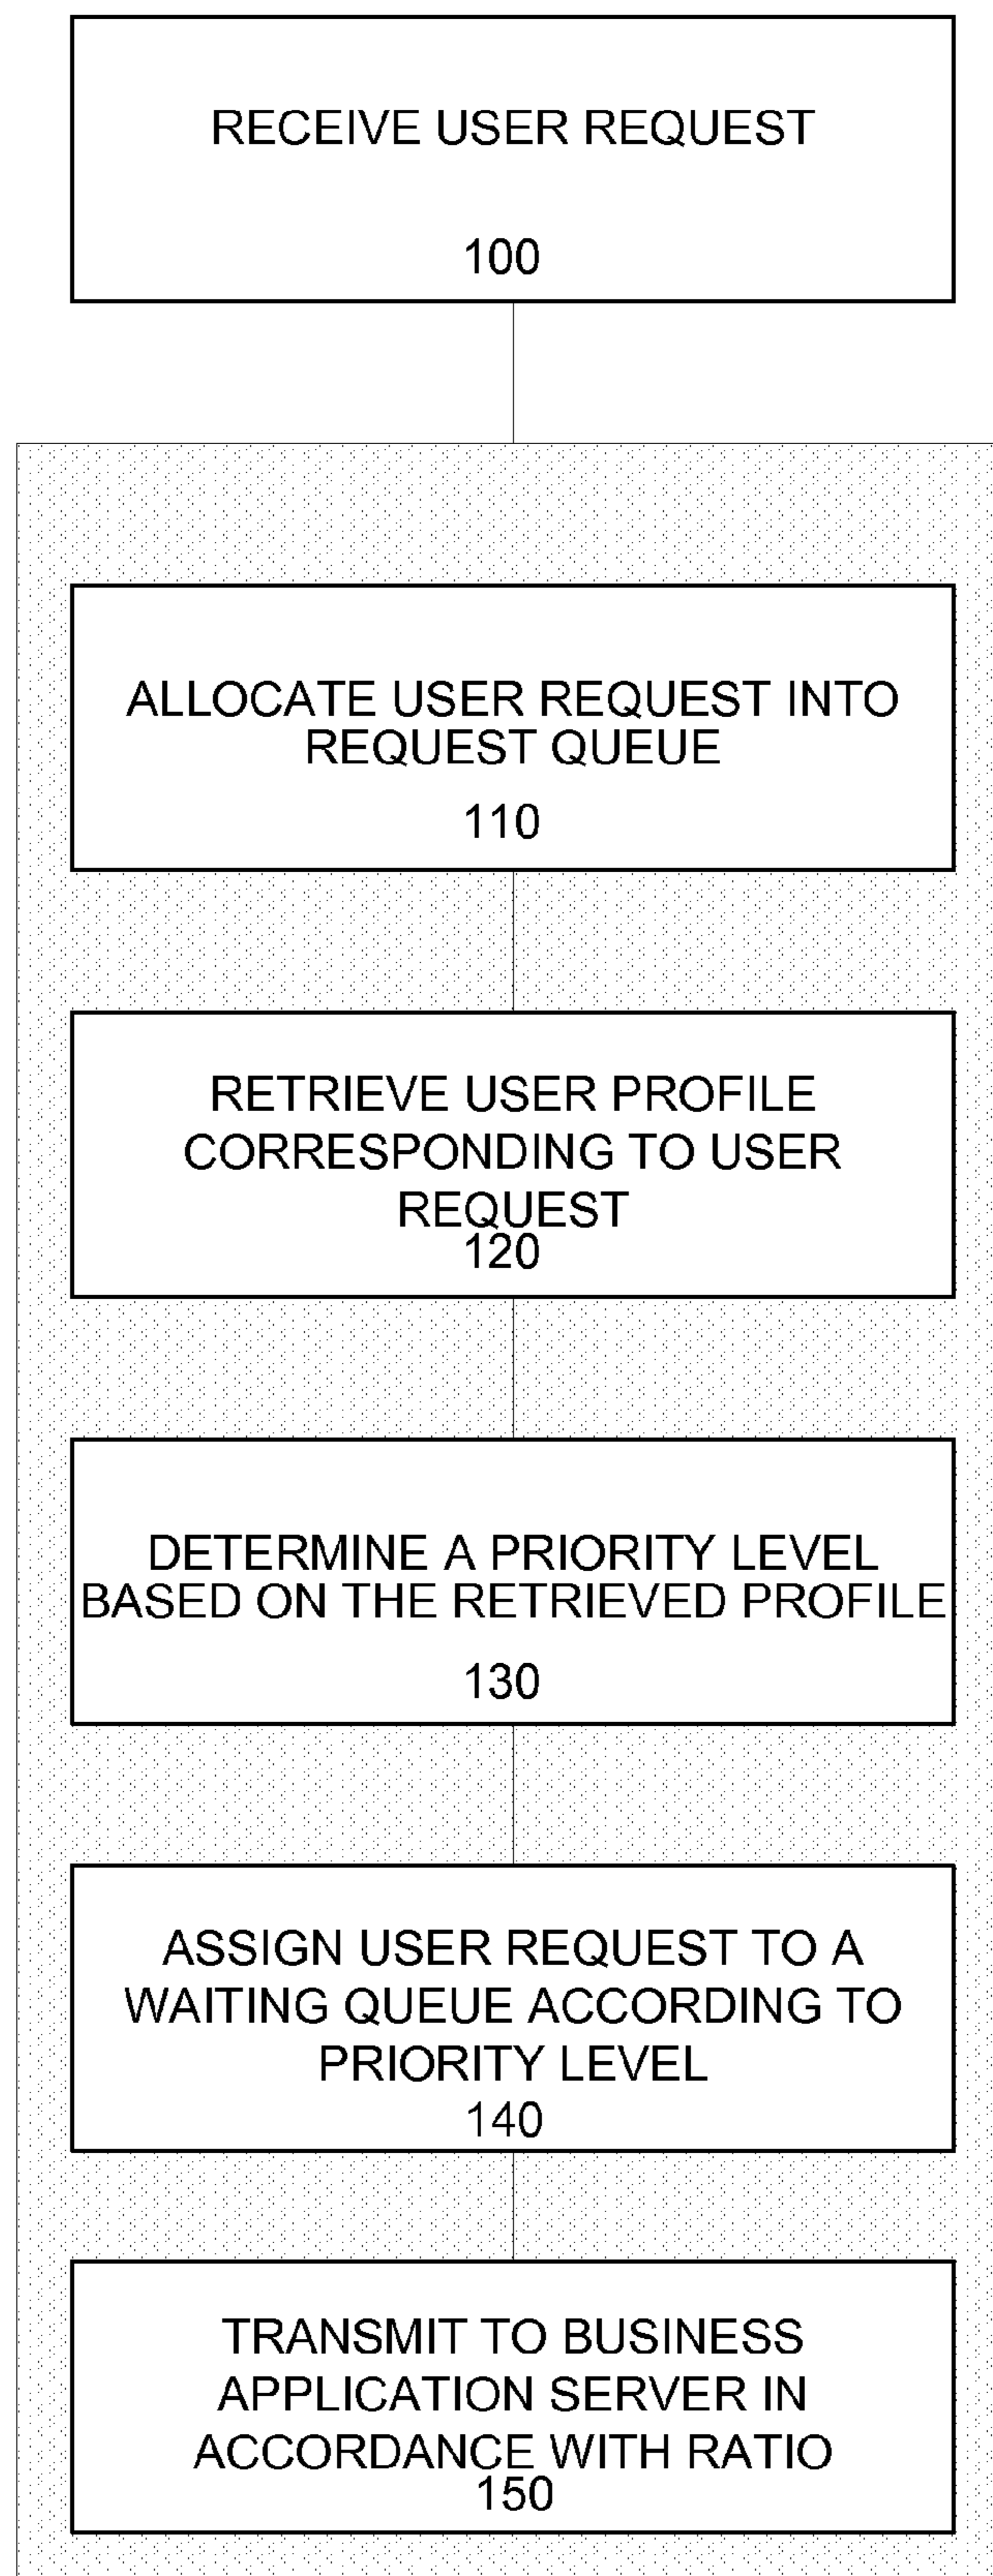 RECEIVE USER REQUEST
100
ALLOCATE USER REQUEST INTO
REQUEST QUEUE
110
RETRIEVE USER PROFILE
CORRESPONDING TO USER
REQUEST
120
DETERMINE A PRIORITY LEVEL
BASED ON THE RETRIEVED PROFILE
130
ASSIGN USER REQUEST TO A
WAITING QUEUE ACCORDING TO
PRIORITY LEVEL
140
TRANSMIT TO BUSINESS
APPLICATION SERVER IN
ACCORDANCE WITH RATIO
150